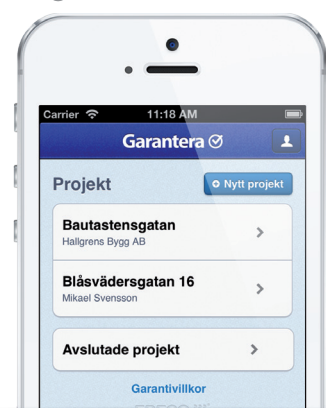 Carrier 11:18 AM
Garantera
Projekt
Nytt projekt
Bautastensgatan
Hallgrens Bygg AB
Blåsvädersgatan 16
Mikael Svensson
Avslutade projekt
Garantivillkor